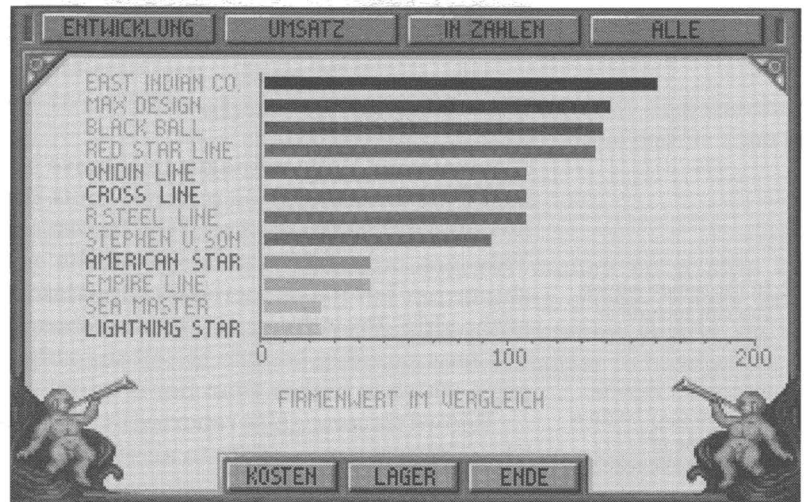 ENTWICKLUNG UMSATZ IN ZAHLEN ALLE
EAST INDIAN CO.
MAX DESIGN
BLACK BALL
RED STAR LINE
ONIDIN LINE
CROSS LINE
R.STEEL LINE
STEPHEN U. SON
AMERICAN STAR
EMPIRE LINE
SEA MASTER
LIGHTNING STAR
0 100 200
FIRMENWERT IM VERGLEICH
KOSTEN LAGER ENDE